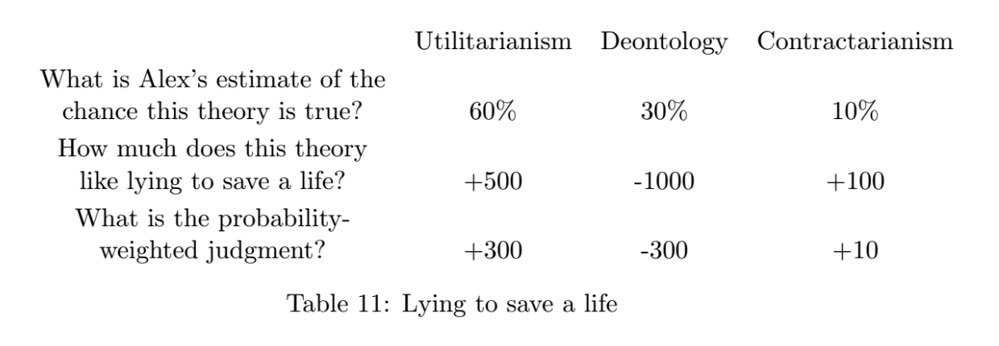 Utilitarianism Deontology Contractarianism
What is Alex's estimate of the
chance this theory is true? 60% 30% 10%
How much does this theory
like lying to save a life? +500 -1000 +100
What is the probability-
weighted judgment? +300 -300 +10
Table 11: Lying to save a life